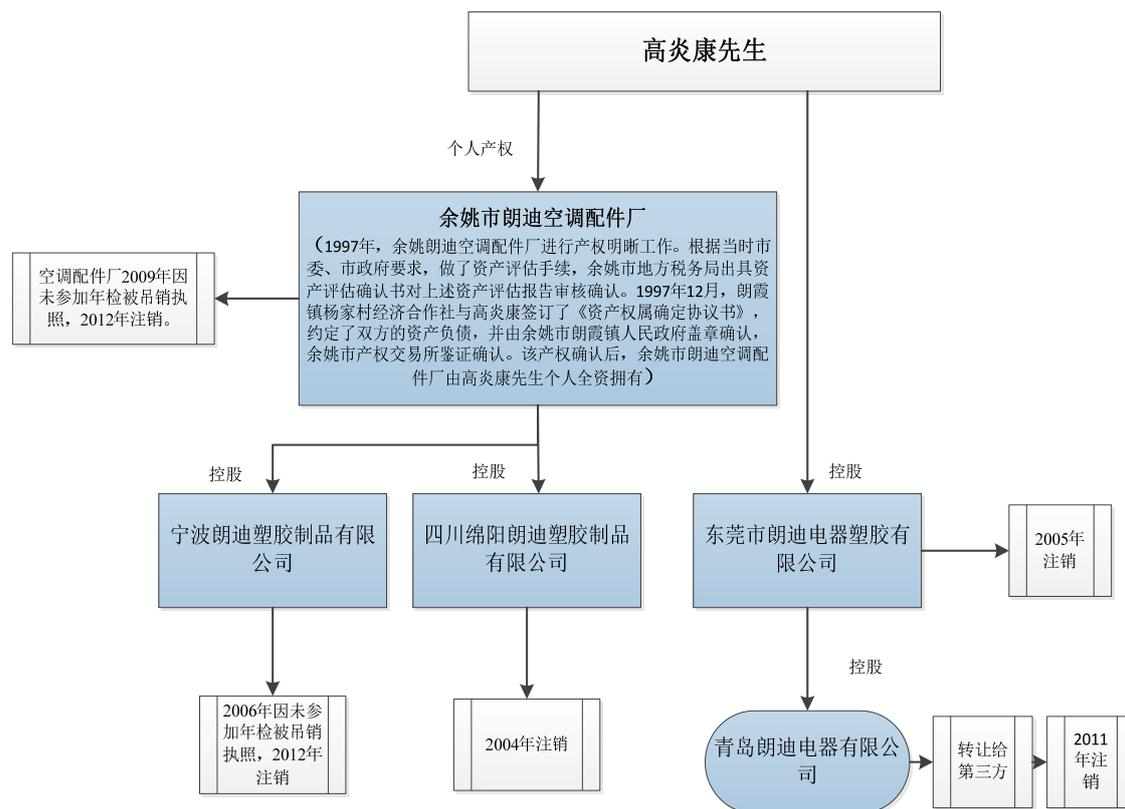 高炎康先生
个人产权
余姚市朗迪空调配件厂
（1997年，余姚朗迪空调配件厂进行产权明晰工作。根据当时市
委、市政府要求，做了资产评估手续，余姚市地方税务局出具资
产评估确认书对上述资产评估报告审核确认。1997年12月，朗霞
镇杨家村经济合作社与高炎康签订了《资产权属确定协议书》，
约定了双方的资产负债，并由余姚市朗霞镇人民政府盖章确认，
余姚市产权交易所鉴证确认。该产权确认后，余姚市朗迪空调配
件厂由高炎康先生个人全资拥有）
空调配件厂2009年因
未参加年检被吊销执
照，2012年注销。
控股
控股
控股
宁波朗迪塑胶制品有限
公司
四川绵阳朗迪塑胶制品
有限公司
东莞市朗迪电器塑胶有
限公司
2005年
注销
控股
2006年因未参
加年检被吊销
执照，2012年
注销
2004年注销
青岛朗迪电器有限公
司
转让给
第三方
2011
年注
销